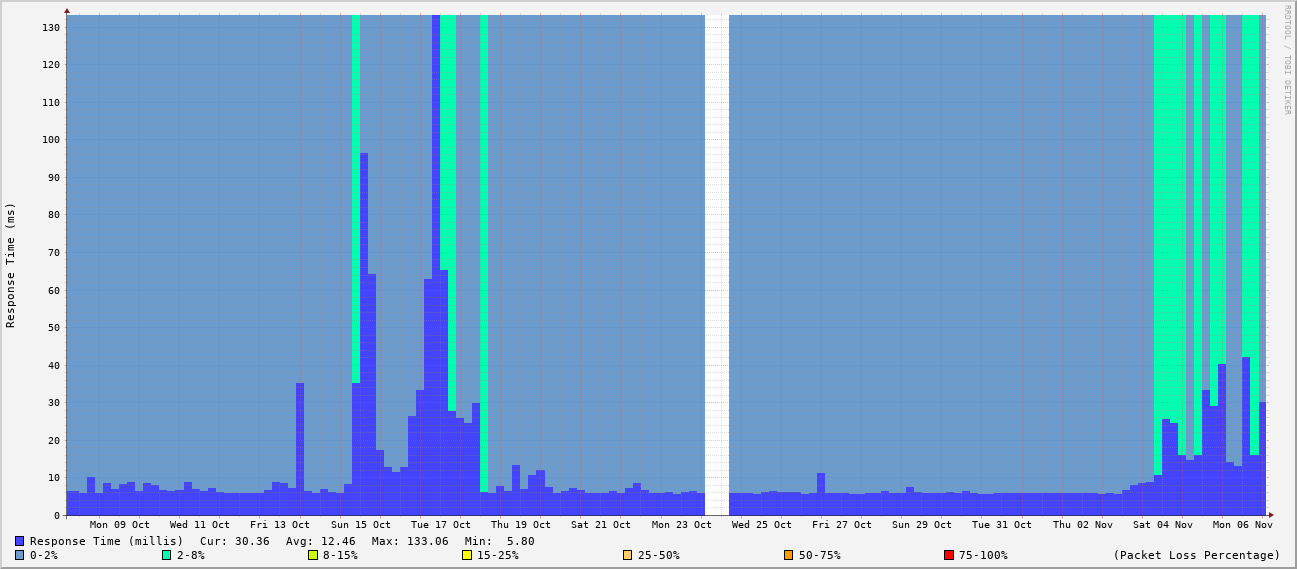 RRDTOOL / TOBI OETIKER
Response Time (ms)
130
120
110
100
90
80
70
60
50
40
30
20
10
0
Mon 09 Oct Wed 11 Oct Fri 13 Oct Sun 15 Oct Tue 17 Oct Thu 19 Oct Sat 21 Oct Mon 23 Oct Wed 25 Oct Fri 27 Oct Sun 29 Oct Tue 31 Oct Thu 02 Nov Sat 04 Nov Mon 06 Nov
Response Time (millis) Cur: 30.36 Avg: 12.46 Max: 133.06 Min: 5.80
0-2% 2-8% 8-15% 15-25% 25-50% 50-75% 75-100% (Packet Loss Percentage)